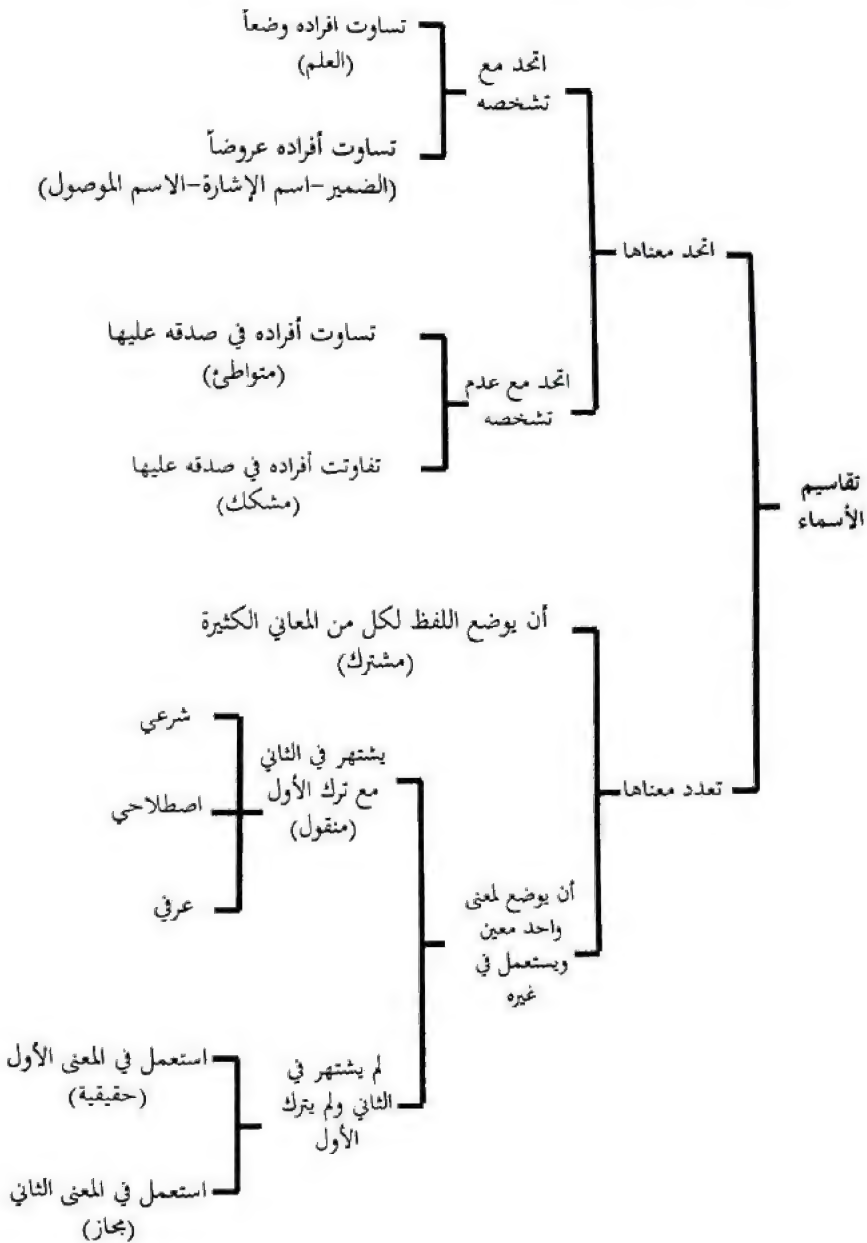 تقاسيم
الأسماء
اتحد معناها
اتحد مع
تشخصه
تساوت افراده وضعاً
(العلم)
تساوت أفراده عروضاً
(الضمير-اسم الإشارة-الاسم الموصول)
اتحد مع عدم
تشخصه
تساوت أفراده في صدقه عليها
(متواطئ)
تفاوتت أفراده في صدقه عليها
(مشكك)
تعدد معناها
أن يوضع اللفظ لكل من المعاني الكثيرة
(مشترك)
أن يوضع لمعنى
واحد معين
ويستعمل في
غيره
يشتهر في الثاني
مع ترك الأول
(منقول)
شرعي
اصطلاحي
عرفي
لم يشتهر في
الثاني ولم يترك
الأول
استعمل في المعنى الأول
(حقيقية)
استعمل في المعنى الثاني
(مجاز)